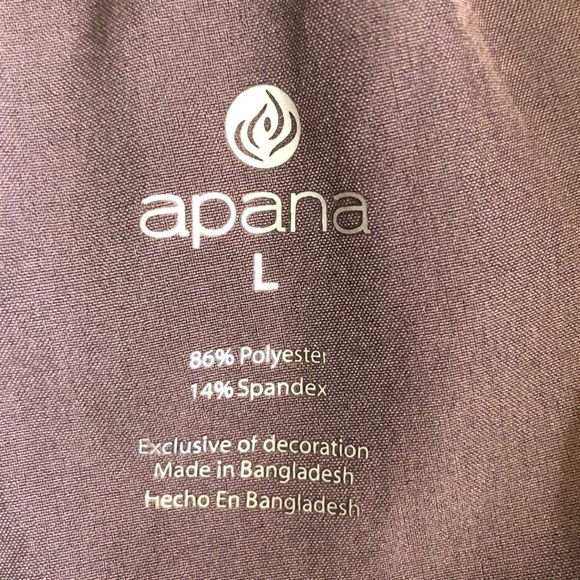 apana
L
86% Polyester
14% Spandex
Exclusive of decoration
Made in Bangladesh
Hecho En Bangladesh